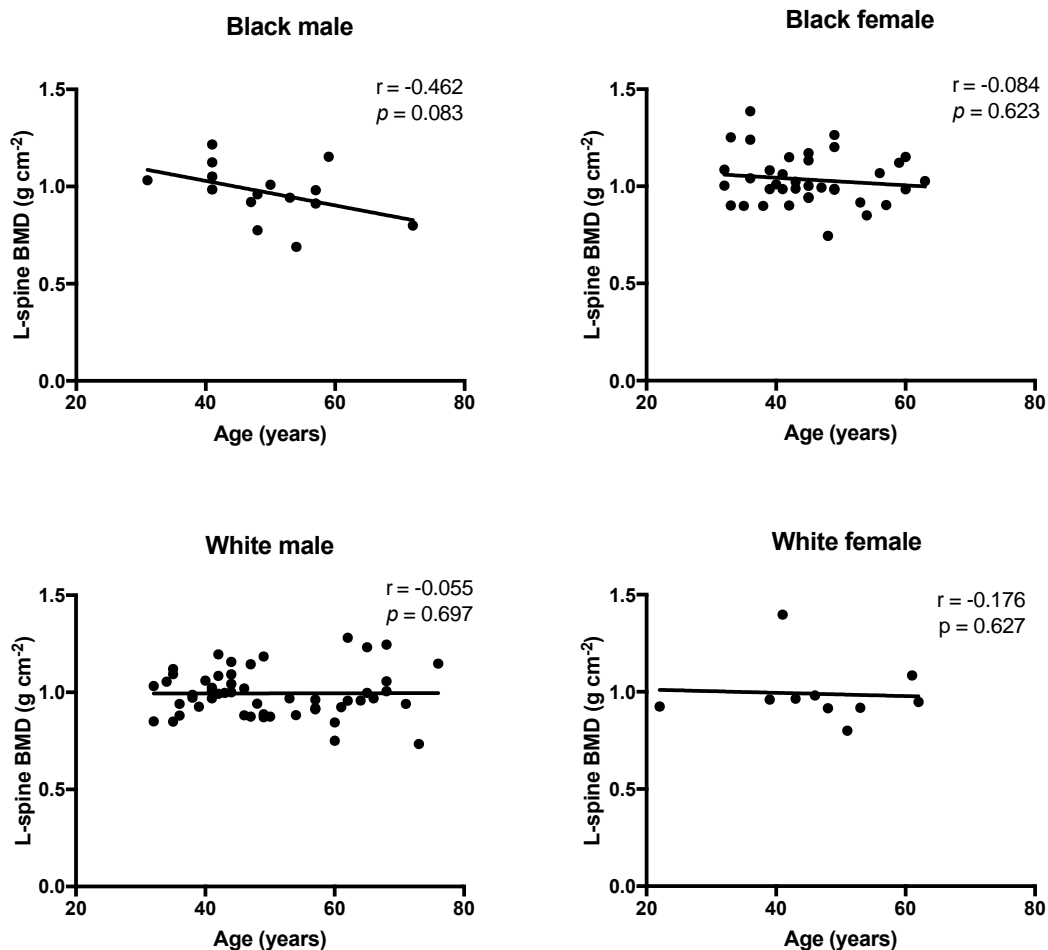 Black male
r = -0.462
p = 0.083
L-spine BMD (g cm-2)
1.5
1.0
0.5
0.0
20 40 60 80
Age (years)
Black female
r = -0.084
p = 0.623
L-spine BMD (g cm-2)
1.5
1.0
0.5
0.0
20 40 60 80
Age (years)
White male
r = -0.055
p = 0.697
L-spine BMD (g cm-2)
1.5
1.0
0.5
0.0
20 40 60 80
Age (years)
White female
r = -0.176
p = 0.627
L-spine BMD (g cm-2)
1.5
1.0
0.5
0.0
20 40 60 80
Age (years)